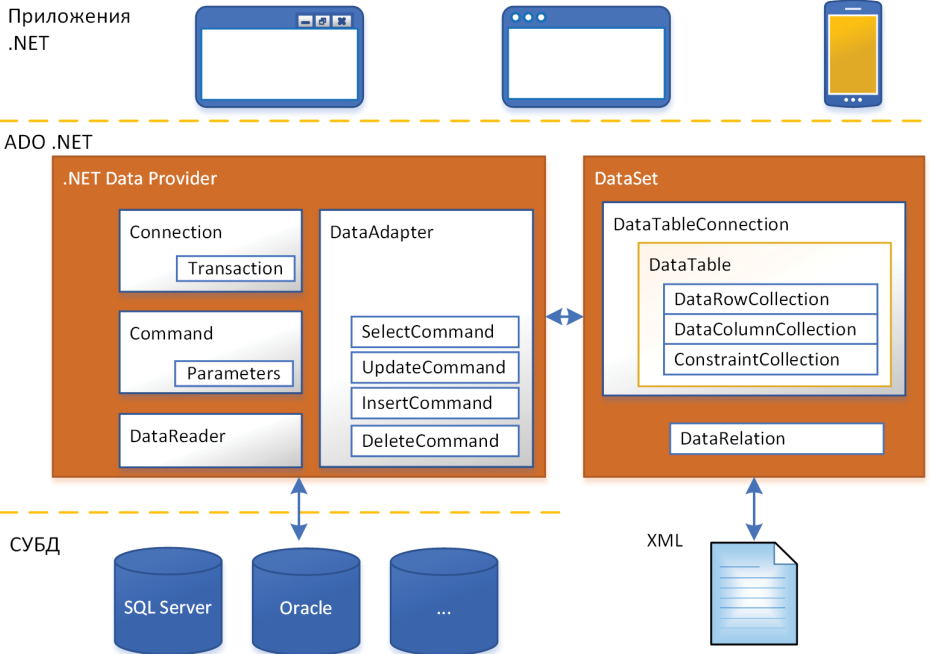 Приложения
.NET
ADO .NET
.NET Data Provider
Connection
Transaction
Command
Parameters
DataReader
DataAdapter
SelectCommand
UpdateCommand
InsertCommand
DeleteCommand
DataSet
DataTableConnection
DataTable
DataRowCollection
DataColumnCollection
ConstraintCollection
DataRelation
СУБД
SQL Server
Oracle
...
XML